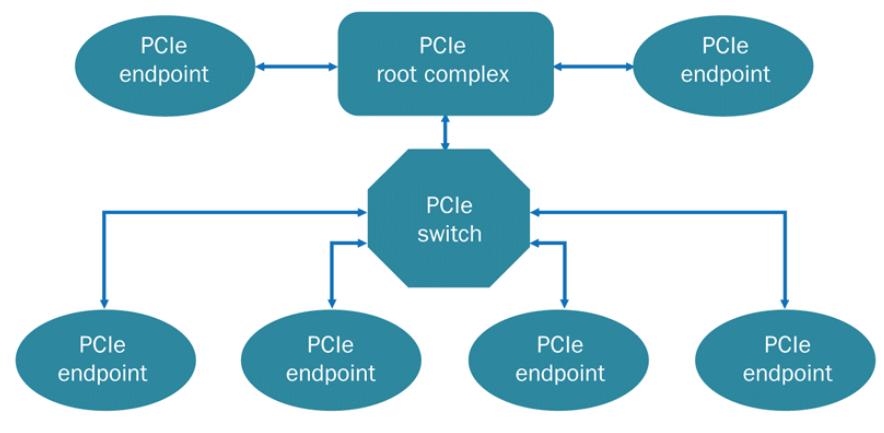 PCIe
endpoint
PCIe
root complex
PCIe
endpoint
PCIe
switch
PCIe
endpoint
PCIe
endpoint
PCIe
endpoint
PCIe
endpoint